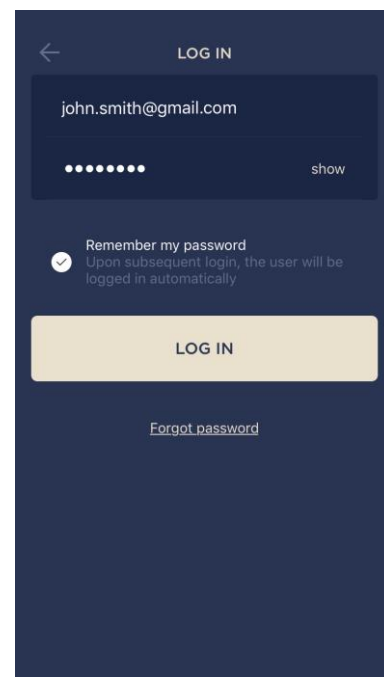 LOG IN
john.smith@gmail.com
●●●●●●●● show
Remember my password
Upon subsequent login, the user will be
logged in automatically
LOG IN
Forgot password